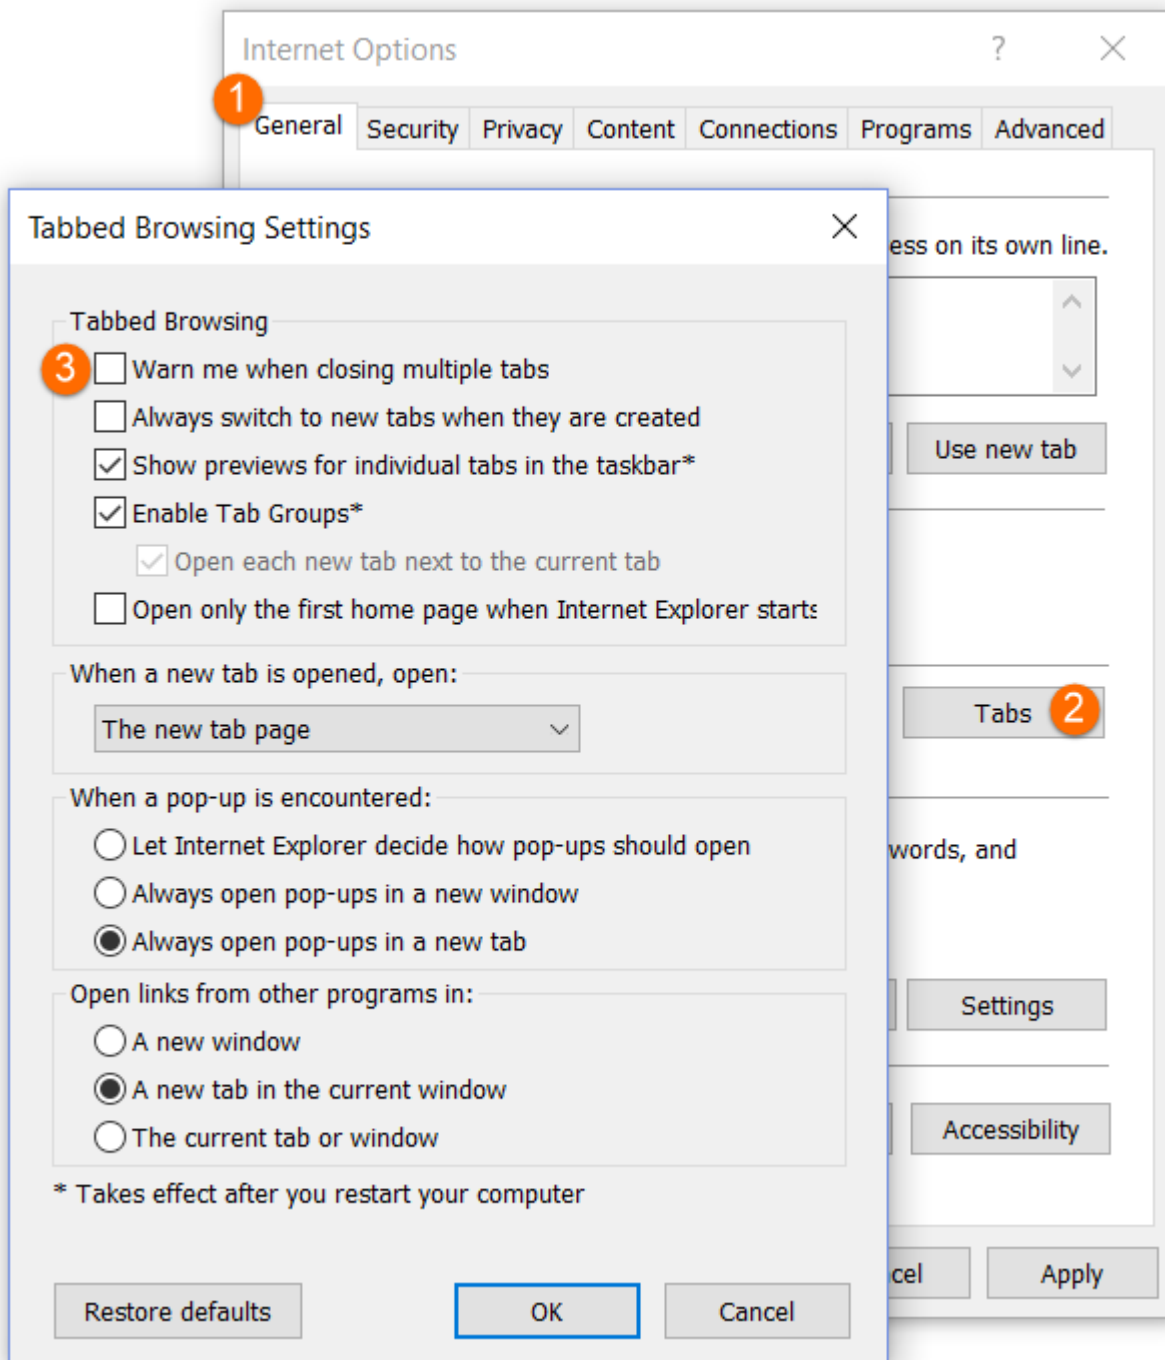 Internet Options
?
1
General Security Privacy Content Connections Programs Advanced
Tabbed Browsing Settings
ess on its own line.
Tabbed Browsing
3 Warn me when closing multiple tabs
Always switch to new tabs when they are created
Show previews for individual tabs in the taskbar*
Use new tab
Enable Tab Groups*
Open each new tab next to the current tab
Open only the first home page when Internet Explorer starts
When a new tab is opened, open:
The new tab page
Tabs 2
When a pop-up is encountered:
Let Internet Explorer decide how pop-ups should open
words, and
Always open pop-ups in a new window
Always open pop-ups in a new tab
Open links from other programs in:
Settings
A new window
A new tab in the current window
The current tab or window
Accessibility
* Takes effect after you restart your computer
cel
Apply
Restore defaults
OK
Cancel